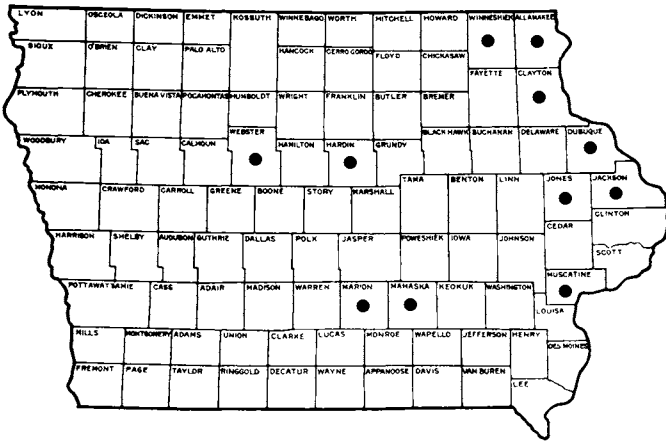 LYON OSCEOLA DICKINSON EMMET KOSSUTH WINNEBAGO WORTH MITCHELL HOWARD WINNESHIEK ALLAMAKEE
SIOUX O'BRIEN CLAY PALO ALTO HANCOCK CERRO GORDO FLOYD CHICKASAW
FAYETTE CLAYTON
PLYMOUTH CHEROKEE BUENA VISTA POCAHONTAS HUMBOLDT WRIGHT FRANKLIN BUTLER BREMER
WEBSTER BLACK HAWK BUCHANAN DELAWARE DUBUQUE
WOODBURY IDA SAC CALHOUN HAMILTON HARDIN GRUNDY
TAMA BENTON LINN JONES JACKSON
MONONA CRAWFORD CARROLL GREENE BOONE STORY MARSHALL
CLINTON
CEDAR
HARRISON SHELBY AUDUBON GUTHRIE DALLAS POLK JASPER POWESHIEK IOWA JOHNSON
SCOTT
MUSCATINE
POTTAWATTAMIE CASS ADAIR MADISON WARREN MARION MAHASKA KEOKUK WASHINGTON
LOUISA
MILLS MONTGOMERY ADAMS UNION CLARKE LUCAS MONROE WAPELLO JEFFERSON HENRY
DES MOINES
FREMONT PAGE TAYLOR RINGGOLD DECATUR WAYNE APPANOOSE DAVIS VAN BUREN
LEE